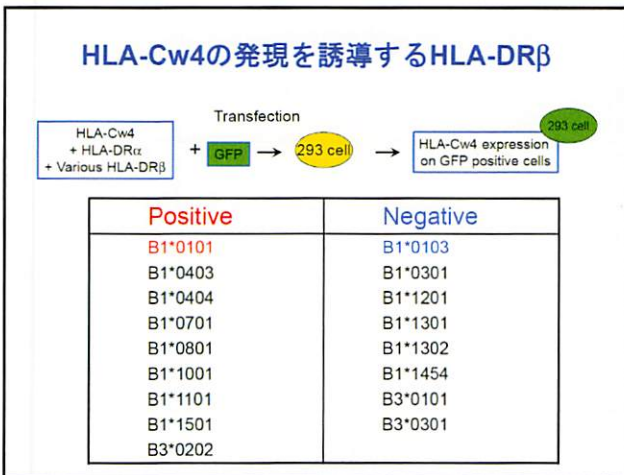 HLA-Cw4の発現を誘導するHLA-DRβ
Transfection
HLA-Cw4
+ HLA-DRα
+ Various HLA-DRβ
+ GFP → 293 cell →
HLA-Cw4 expression
on GFP positive cells
293 cell
Positive Negative
B1*0101 B1*0103
B1*0403 B1*0301
B1*0404 B1*1201
B1*0701 B1*1301
B1*0801 B1*1302
B1*1001 B1*1454
B1*1101 B3*0101
B1*1501 B3*0301
B3*0202